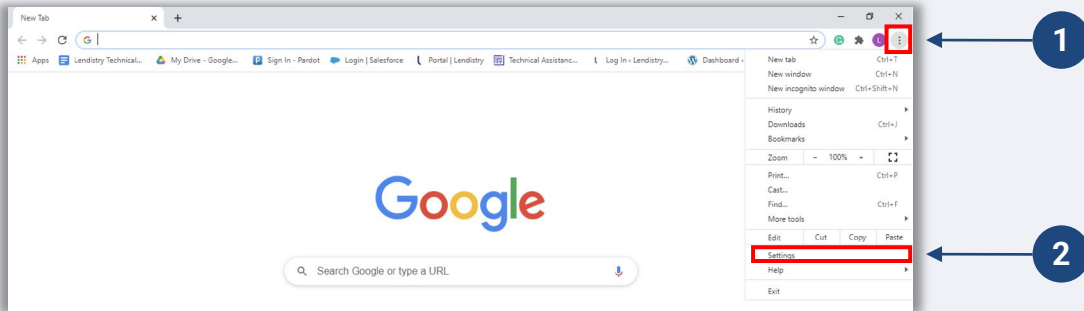 New Tab
Apps Lendistry Technical... My Drive - Google... Sign In - Pardot Login | Salesforce Portal | Lendistry Technical Assistanc... Log In ‹ Lendistry... Dashboard ‹
New tab Ctrl+T
New window Ctrl+N
New incognito window Ctrl+Shift+N
History
Downloads Ctrl+J
Bookmarks
Zoom - 100% +
Print... Ctrl+P
Cast...
Find... Ctrl+F
More tools
Edit Cut Copy Paste
Settings
Help
Exit
Google
Search Google or type a URL
1
2